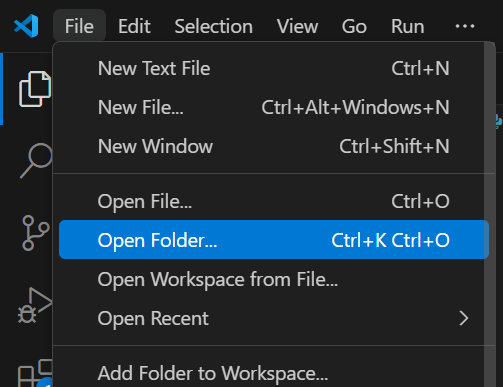 File Edit Selection View Go Run ...
New Text File Ctrl+N
New File... Ctrl+Alt+Windows+N
New Window Ctrl+Shift+N
Open File... Ctrl+O
Open Folder... Ctrl+K Ctrl+O
Open Workspace from File...
Open Recent
Add Folder to Workspace...